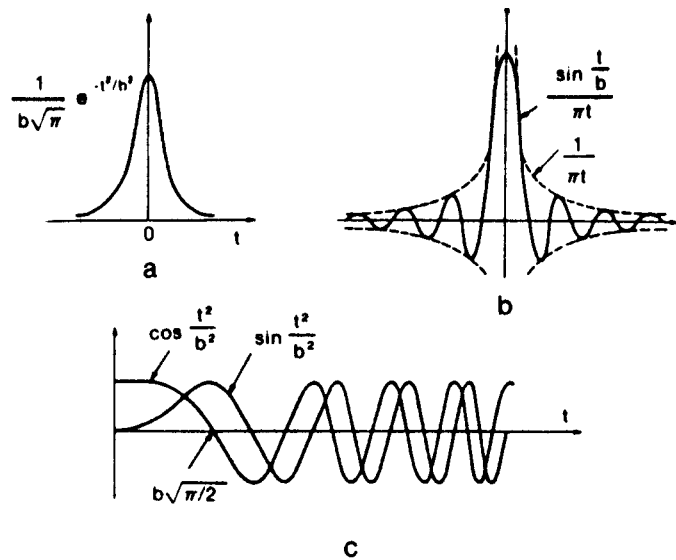 1/(b√π) e^(-t²/b²)
0
t
a
sin t/b / πt
1/πt
b
cos t²/b²
sin t²/b²
t
b√π/2
c